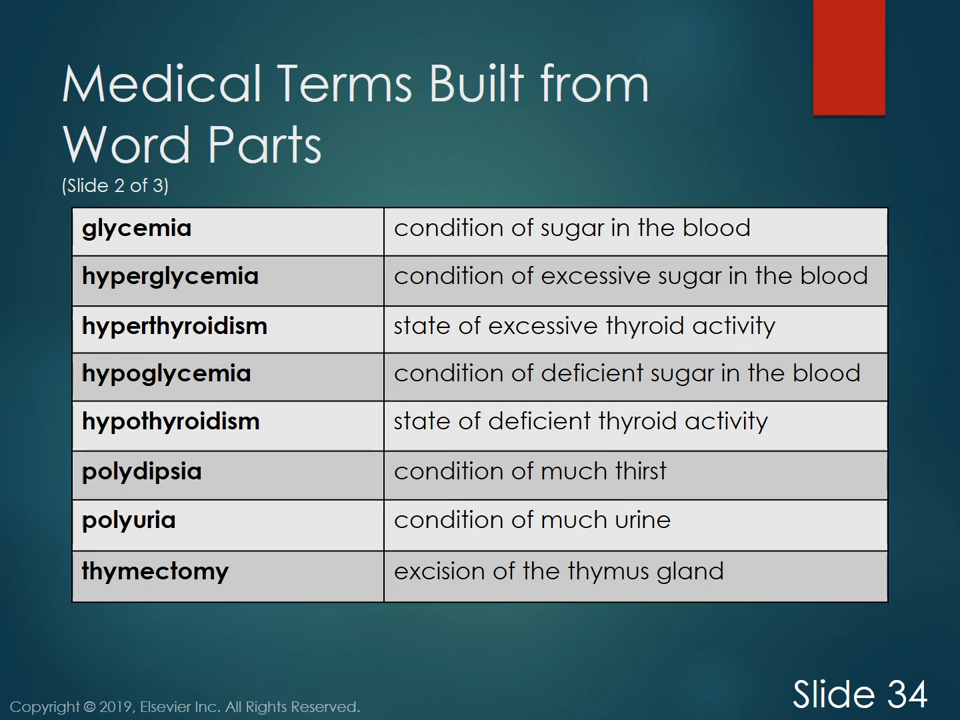 Medical Terms Built from
Word Parts
(Slide 2 of 3)
glycemia condition of sugar in the blood
hyperglycemia condition of excessive sugar in the blood
hyperthyroidism state of excessive thyroid activity
hypoglycemia condition of deficient sugar in the blood
hypothyroidism state of deficient thyroid activity
polydipsia condition of much thirst
polyuria condition of much urine
thymectomy excision of the thymus gland
Copyright © 2019, Elsevier Inc. All Rights Reserved.
Slide 34